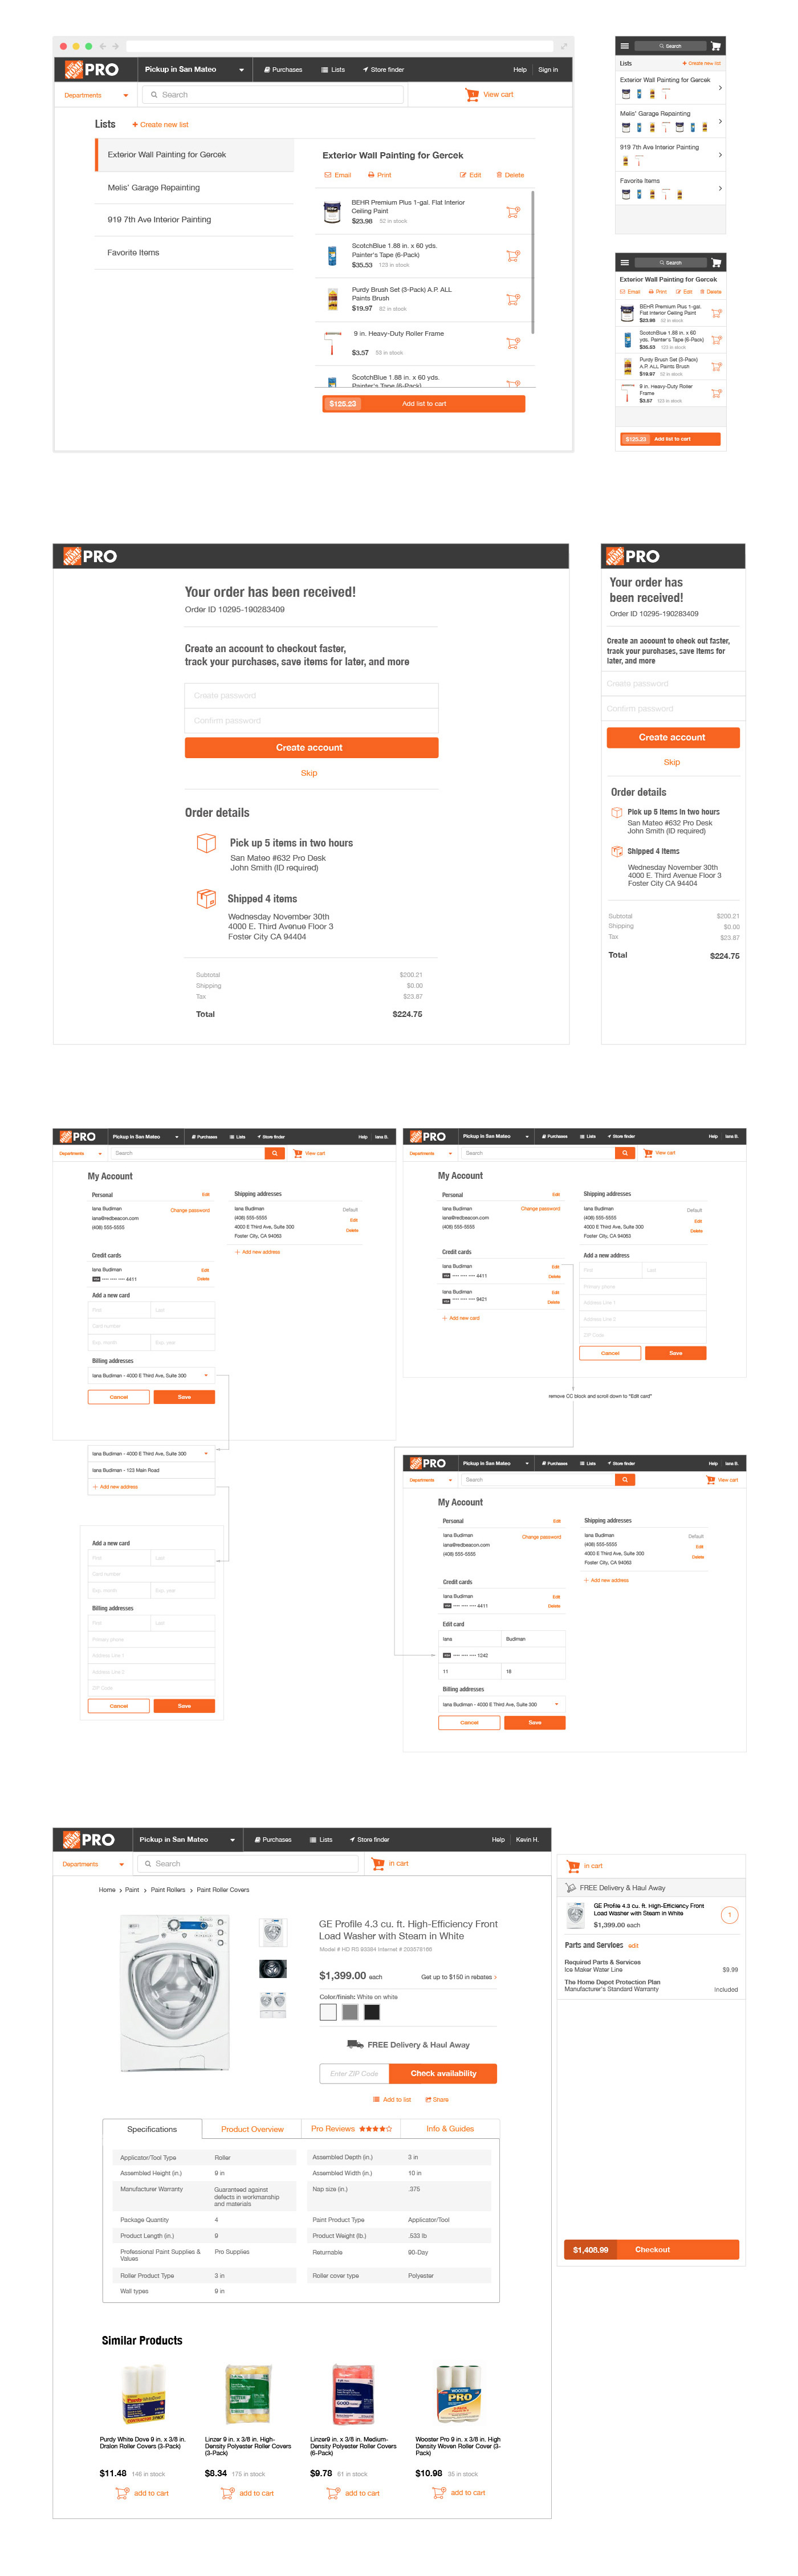 PRO
Pickup in San Mateo
Purchases
Lists
Store finder
Help
Sign in
Departments
Search
View cart
Lists
+ Create new list
Exterior Wall Painting for Gercek
Melis' Garage Repainting
919 7th Ave Interior Painting
Favorite Items
Exterior Wall Painting for Gercek
Email
Print
Edit
Delete
BEHR Premium Plus 1-gal. Flat Interior
Ceiling Paint
$23.98 52 in stock
ScotchBlue 1.88 in. x 60 yds.
Painter's Tape (6-Pack)
$35.53 123 in stock
Purdy Brush Set (3-Pack) A.P. ALL
Paints Brush
$19.97 82 in stock
9 in. Heavy-Duty Roller Frame
$3.57 53 in stock
ScotchBlue 1.88 in. x 60 yds.
Painter's Tape (6-Pack)
$125.23
Add list to cart
Search
Lists
+ Create new list
Exterior Wall Painting for Gercek
Melis' Garage Repainting
919 7th Ave Interior Painting
Favorite Items
Search
Exterior Wall Painting for Gercek
Email
Print
Edit
Delete
BEHR Premium Plus 1-gal.
Flat Interior Ceiling Paint
$23.98 52 in stock
ScotchBlue 1.88 in. x 60
yds. Painter's Tape (6-Pack)
$35.53 123 in stock
Purdy Brush Set (3-Pack)
A.P. ALL Paints Brush
$19.97 52 in stock
9 in. Heavy-Duty Roller
Frame
$3.57 123 in stock
$125.23
Add list to cart
PRO
Your order has been received!
Order ID 10295-190283409
Create an account to checkout faster,
track your purchases, save items for later, and more
Create password
Confirm password
Create account
Skip
Order details
Pick up 5 items in two hours
San Mateo #632 Pro Desk
John Smith (ID required)
Shipped 4 items
Wednesday November 30th
4000 E. Third Avenue Floor 3
Foster City CA 94404
Subtotal $200.21
Shipping $0.00
Tax $23.87
Total $224.75
PRO
Your order has
been received!
Order ID 10295-190283409
Create an account to check out faster,
track your purchases, save items for
later, and more
Create password
Confirm password
Create account
Skip
Order details
Pick up 5 items in two hours
San Mateo #632 Pro Desk
John Smith (ID required)
Shipped 4 items
Wednesday November 30th
4000 E. Third Avenue Floor 3
Foster City CA 94404
Subtotal $200.21
Shipping $0.00
Tax $23.87
Total $224.75
PRO
Pickup in San Mateo
Purchases
Lists
Store finder
Help
Iana B.
Departments
Search
View cart
My Account
Personal
Edit
Iana Budiman
Change password
iana@redbeacon.com
(408) 555-5555
Shipping addresses
Iana Budiman
Default
(408) 555-5555
Edit
4000 E Third Ave, Suite 300
Delete
Foster City, CA 94063
+ Add new address
Credit cards
Iana Budiman
Edit
•••• •••• •••• 4411
Delete
Add a new card
First
Last
Card number
Exp. month
Exp. year
Billing addresses
Iana Budiman - 4000 E Third Ave, Suite 300
Cancel
Save
Iana Budiman - 4000 E Third Ave, Suite 300
Iana Budiman - 123 Main Road
+ Add new address
Add a new card
First
Last
Card number
Exp. month
Exp. year
Billing addresses
First
Last
Primary phone
Address Line 1
Address Line 2
ZIP Code
Cancel
Save
PRO
Pickup in San Mateo
Purchases
Lists
Store finder
Help
Iana B.
Departments
Search
View cart
My Account
Personal
Edit
Iana Budiman
Change password
iana@redbeacon.com
(408) 555-5555
Shipping addresses
Iana Budiman
Default
(408) 555-5555
Edit
4000 E Third Ave, Suite 300
Delete
Foster City, CA 94063
Credit cards
Iana Budiman
Edit
•••• •••• •••• 4411
Delete
Iana Budiman
Edit
•••• •••• •••• 9421
Delete
+ Add new card
Add a new address
First
Last
Primary phone
Address Line 1
Address Line 2
ZIP Code
Cancel
Save
remove CC block and scroll down to "Edit card"
PRO
Pickup in San Mateo
Purchases
Lists
Store finder
Help
Iana B.
Departments
Search
View cart
My Account
Personal
Edit
Iana Budiman
Change password
iana@redbeacon.com
(408) 555-5555
Shipping addresses
Iana Budiman
Default
(408) 555-5555
Edit
4000 E Third Ave, Suite 300
Delete
Foster City, CA 94063
+ Add new address
Credit cards
Iana Budiman
Edit
•••• •••• •••• 4411
Delete
Edit card
Iana
Budiman
•••• •••• •••• 1242
11
18
Billing addresses
Iana Budiman - 4000 E Third Ave, Suite 300
Cancel
Save
PRO
Pickup in San Mateo
Purchases
Lists
Store finder
Help
Kevin H.
Departments
Search
in cart
Home > Paint > Paint Rollers > Paint Roller Covers
GE Profile 4.3 cu. ft. High-Efficiency Front
Load Washer with Steam in White
Model # HD RS 85584 Internet # 203579166
$1,399.00 each
Get up to $150 in rebates >
Color/finish: White on white
FREE Delivery & Haul Away
Enter ZIP Code
Check availability
Add to list
Share
Specifications
Product Overview
Pro Reviews ★★★★☆
Info & Guides
Applicator/Tool Type Roller
Assembled Height (in.) 9 in
Manufacturer Warranty Guaranteed against
defects in workmanship
and materials
Package Quantity 4
Product Length (in.) 9
Professional Paint Supplies & Pro Supplies
Values
Roller Product Type 3 in
Wall types 9 in
Assembled Depth (in.) 3 in
Assembled Width (in.) 10 in
Nap size (in.) .375
Paint Product Type Applicator/Tool
Product Weight (lb.) .533 lb
Returnable 90-Day
Roller cover type Polyester
Similar Products
Purdy White Dove 9 in. x 3/8 in.
Dralon Roller Covers (3-Pack)
$11.48 146 in stock
add to cart
Linzer 9 in. x 3/8 in. High-
Density Polyester Roller Covers
(3-Pack)
$8.34 175 in stock
add to cart
Linzer9 in. x 3/8 in. Medium-
Density Polyester Roller Covers
(6-Pack)
$9.78 61 in stock
add to cart
Wooster Pro 9 in. x 3/8 in. High
Density Woven Roller Cover (3-
Pack)
$10.98 35 in stock
add to cart
in cart
FREE Delivery & Haul Away
GE Profile 4.3 cu. ft. High-Efficiency Front
Load Washer with Steam in White
$1,399.00 each
1
Parts and Services edit
Required Parts & Services
Ice Maker Water Line $9.99
The Home Depot Protection Plan
Manufacturer's Standard Warranty Included
$1,408.99
Checkout